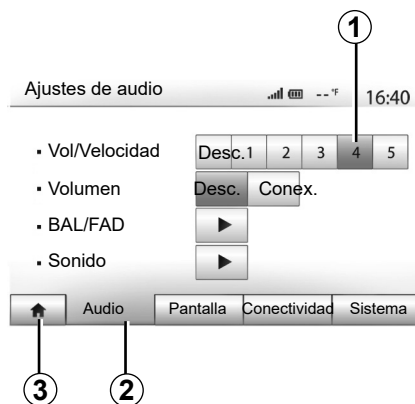 1
Ajustes de audio --°F 16:40
Vol/Velocidad Desc. 1 2 3 4 5
Volumen Desc. Conex.
BAL/FAD
Sonido
Audio Pantalla Conectividad Sistema
3 2